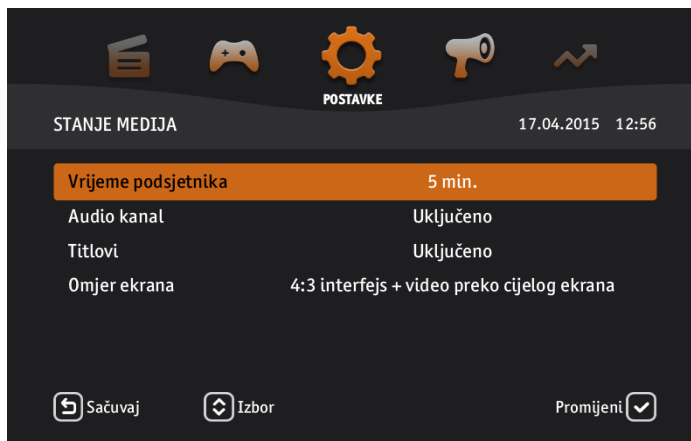 POSTAVKE
STANJE MEDIJA 17.04.2015 12:56
Vrijeme podsjetnika 5 min.
Audio kanal Uključeno
Titlovi Uključeno
Omjer ekrana 4:3 interfejs + video preko cijelog ekrana
Sačuvaj Izbor Promijeni